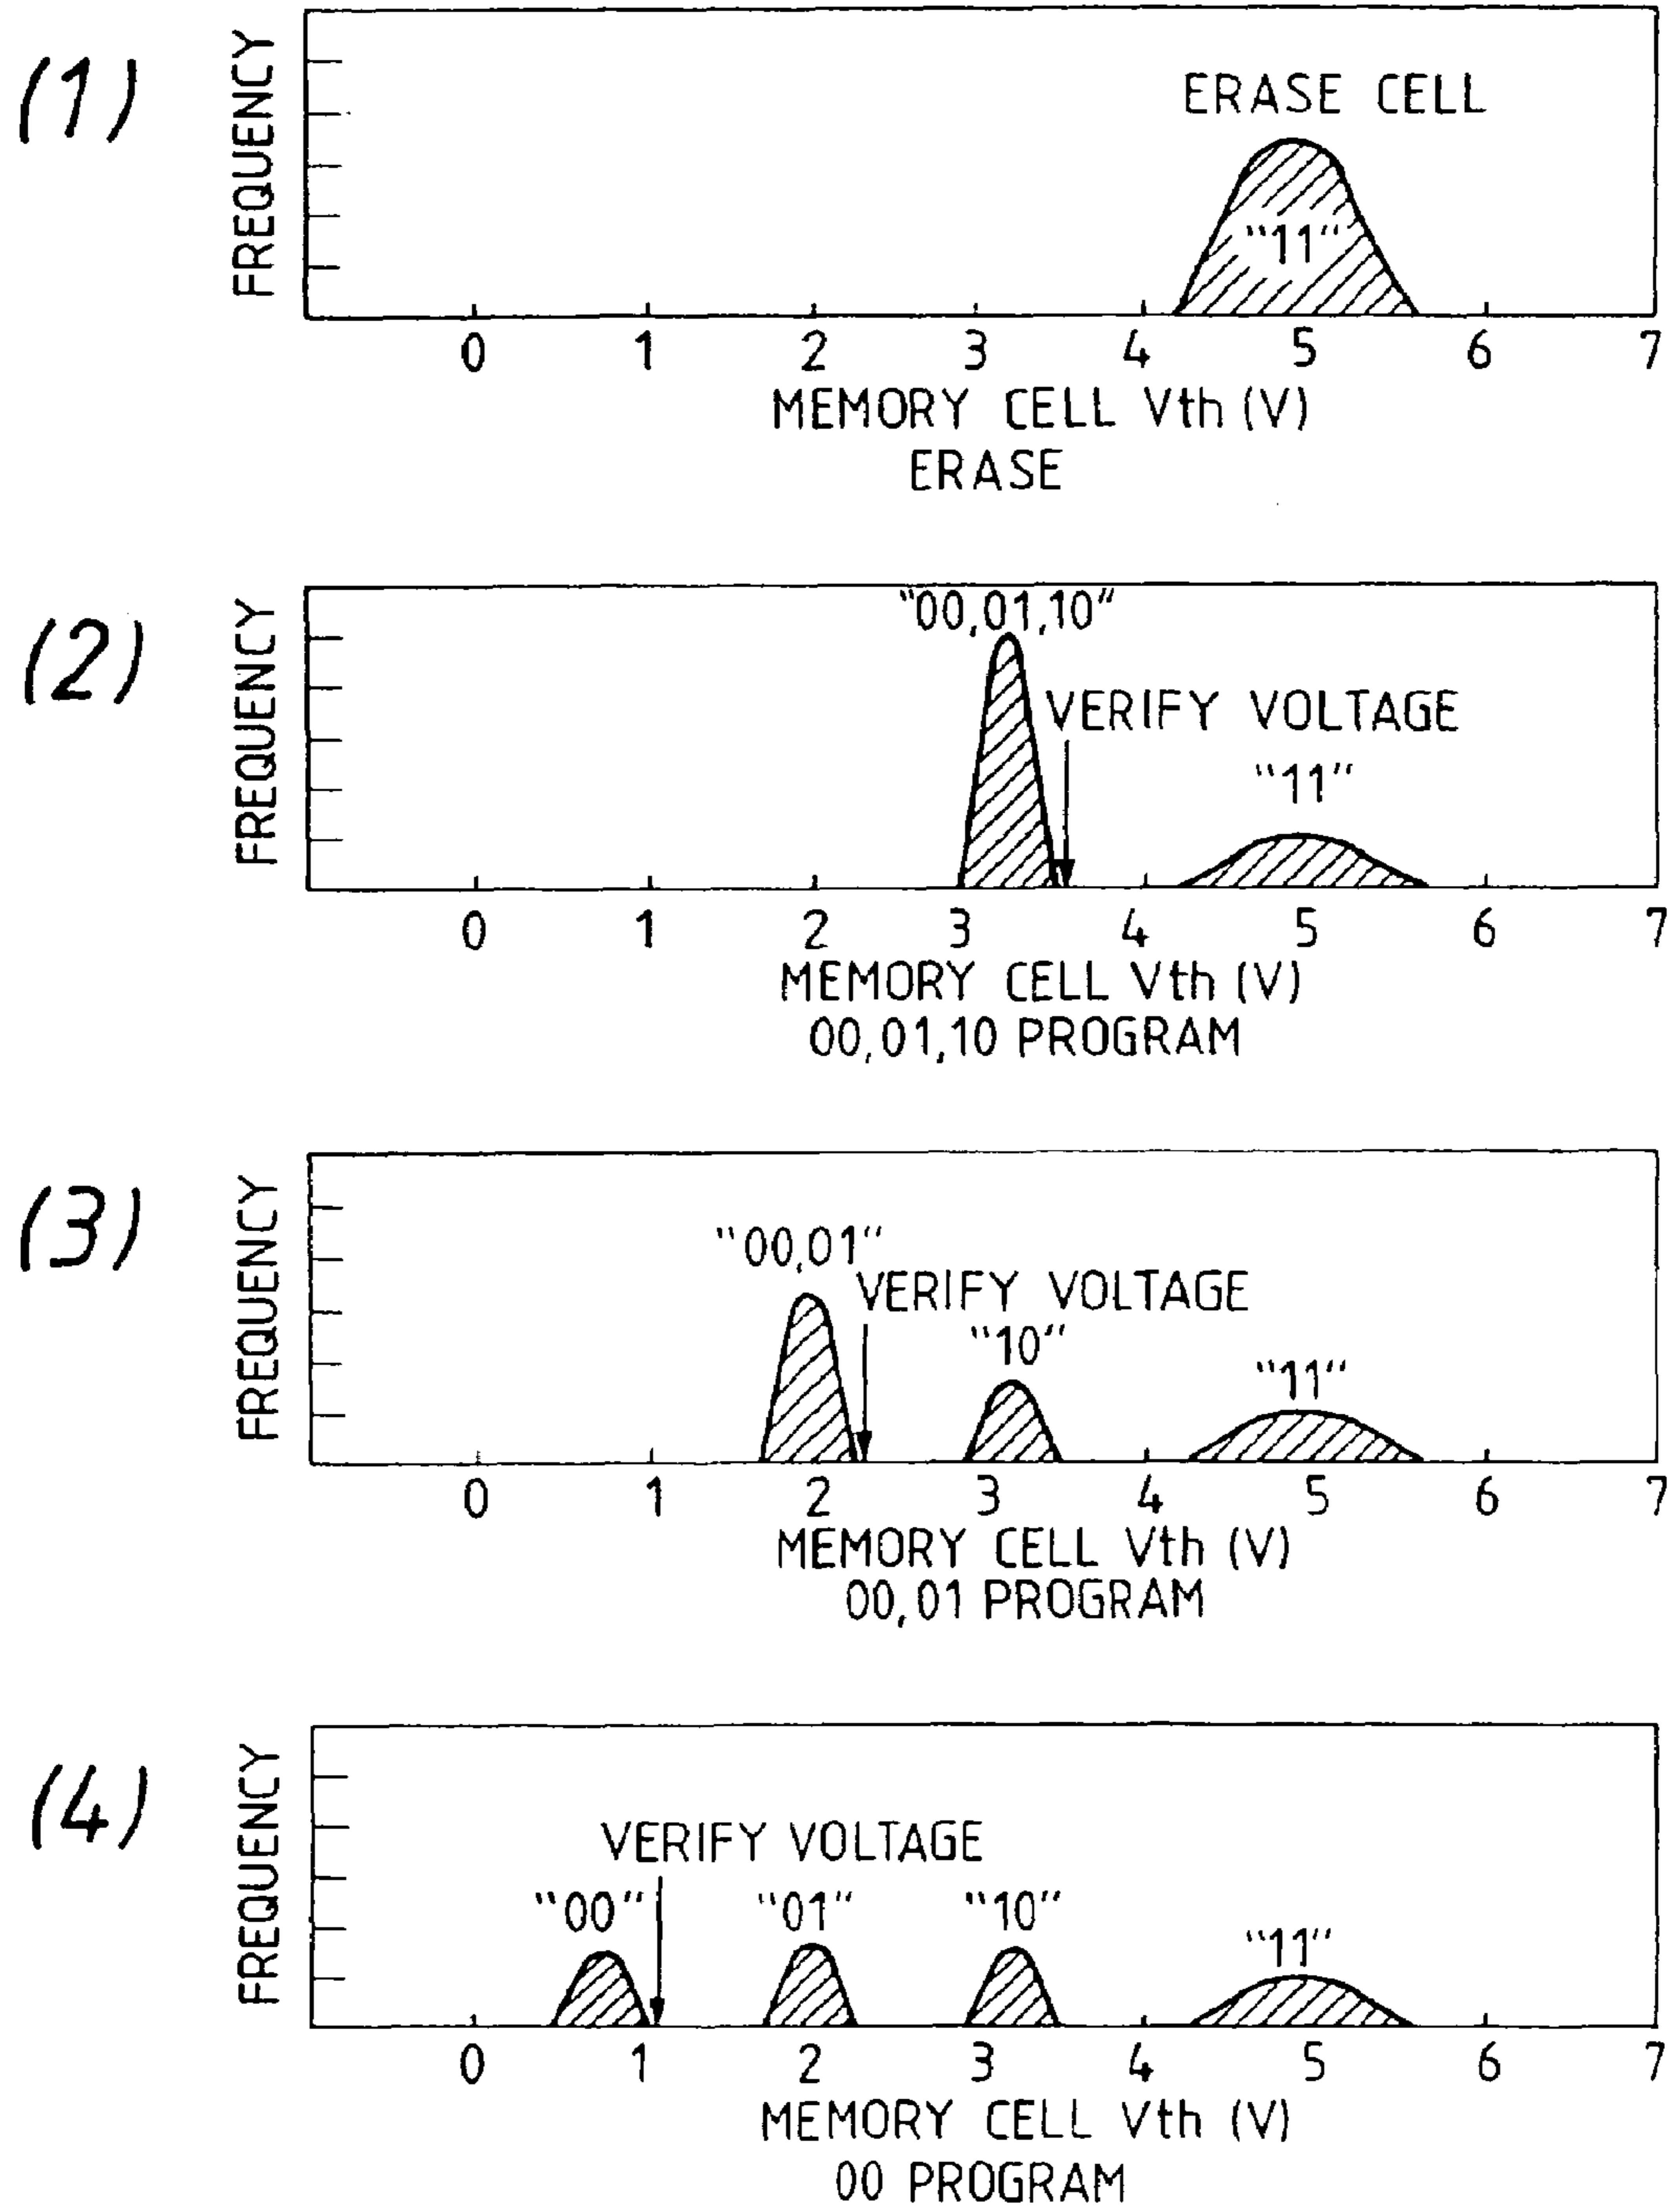 (1)
FREQUENCY
ERASE CELL
"11"
0 1 2 3 4 5 6 7
MEMORY CELL Vth (V)
ERASE
(2)
FREQUENCY
"00,01,10"
VERIFY VOLTAGE
"11"
0 1 2 3 4 5 6 7
MEMORY CELL Vth (V)
00,01,10 PROGRAM
(3)
FREQUENCY
"00,01"
VERIFY VOLTAGE
"10"
"11"
0 1 2 3 4 5 6 7
MEMORY CELL Vth (V)
00,01 PROGRAM
(4)
FREQUENCY
VERIFY VOLTAGE
"00" "01" "10" "11"
0 1 2 3 4 5 6 7
MEMORY CELL Vth (V)
00 PROGRAM